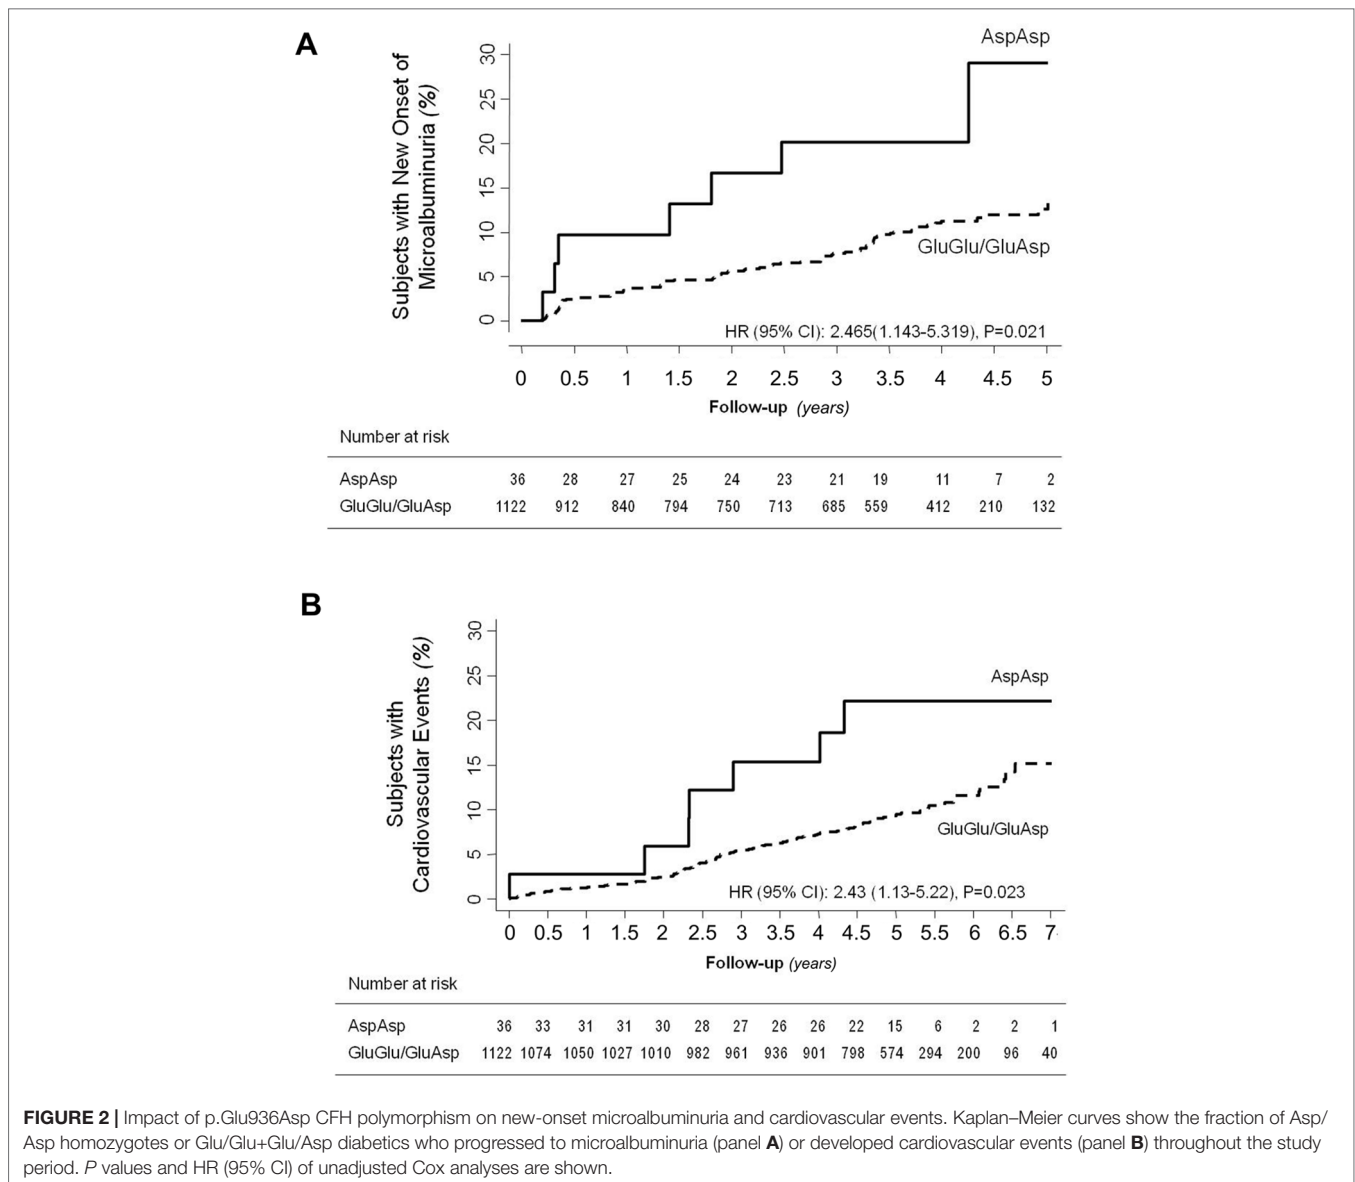 A
AspAsp
Subjects with New Onset of
Microalbuminuria (%)
30
25
20
15
10
5
0
GluGlu/GluAsp
HR (95% CI): 2.465(1.143-5.319), P=0.021
0 0.5 1 1.5 2 2.5 3 3.5 4 4.5 5
Follow-up (years)
Number at risk
AspAsp 36 28 27 25 24 23 21 19 11 7 2
GluGlu/GluAsp 1122 912 840 794 750 713 685 559 412 210 132
B
Subjects with
Cardiovascular Events (%)
30
25
20
15
10
5
0
AspAsp
GluGlu/GluAsp
HR (95% CI): 2.43 (1.13-5.22), P=0.023
0 0.5 1 1.5 2 2.5 3 3.5 4 4.5 5 5.5 6 6.5 7
Follow-up (years)
Number at risk
AspAsp 36 33 31 31 30 28 27 26 26 22 15 6 2 2 1
GluGlu/GluAsp 1122 1074 1050 1027 1010 982 961 936 901 798 574 294 200 96 40
FIGURE 2 | Impact of p.Glu936Asp CFH polymorphism on new-onset microalbuminuria and cardiovascular events. Kaplan–Meier curves show the fraction of Asp/
Asp homozygotes or Glu/Glu+Glu/Asp diabetics who progressed to microalbuminuria (panel A) or developed cardiovascular events (panel B) throughout the study
period. P values and HR (95% CI) of unadjusted Cox analyses are shown.